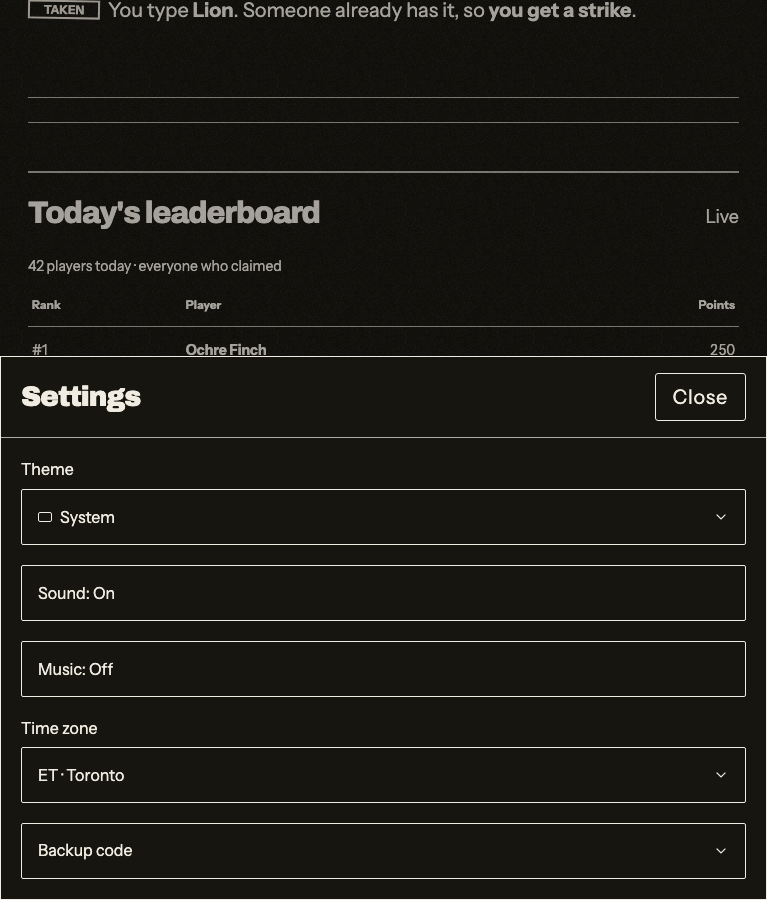 TAKEN You type Lion. Someone already has it, so you get a strike.
Today's leaderboard
Live
42 players today · everyone who claimed
Rank Player Points
#1 Ochre Finch 250
Settings
Close
Theme
System
Sound: On
Music: Off
Time zone
ET · Toronto
Backup code